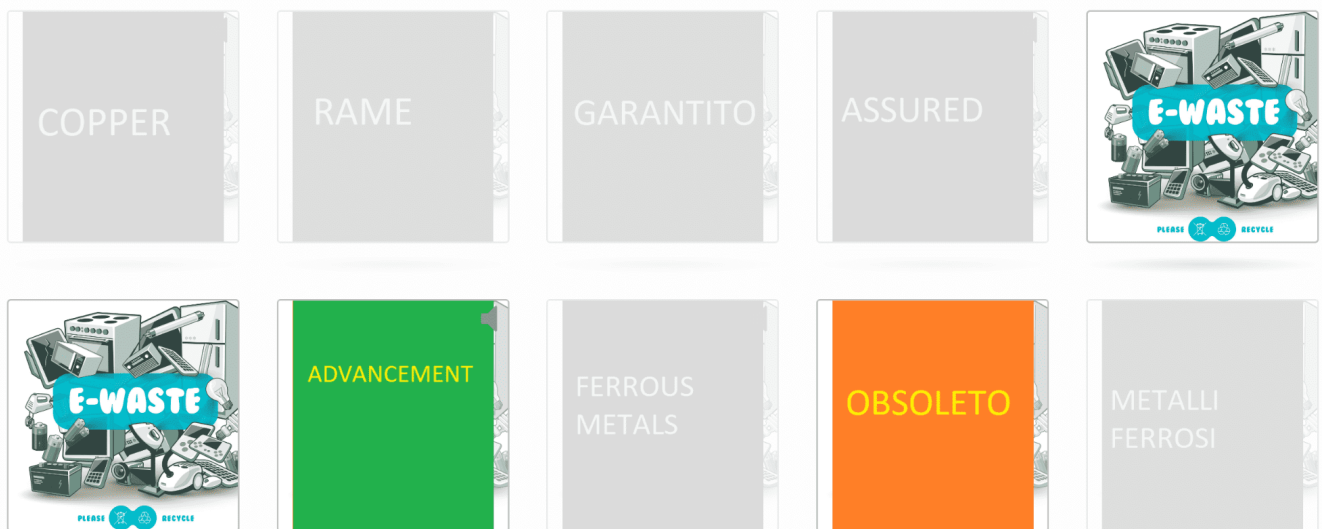 COPPER
RAME
GARANTITO
ASSURED
E-WASTE
PLEASE RECYCLE
E-WASTE
PLEASE RECYCLE
ADVANCEMENT
FERROUS
METALS
OBSOLETO
METALLI
FERROSI